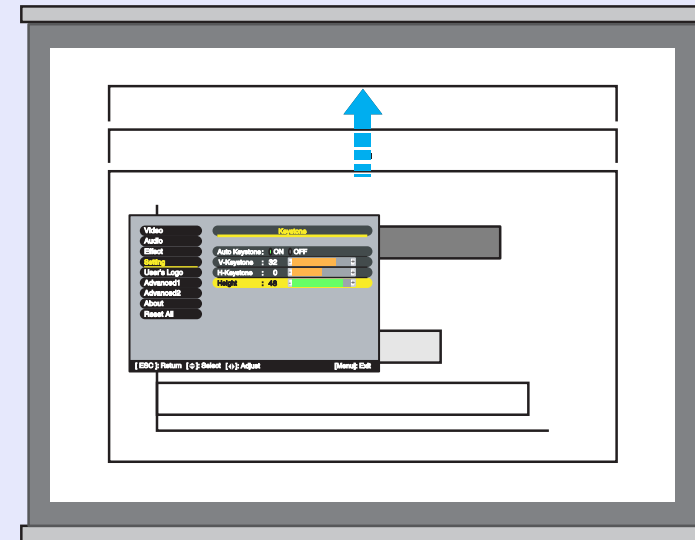 Video
Audio
Effect
Setting
User's Logo
Advanced1
Advanced2
About
Reset All
Keystone
Auto Keystone : ON OFF
V-Keystone : 32
H-Keystone : 0
Height : 48
[ ESC ]: Return [◇]: Select [‹›]: Adjust [Menu]: Exit